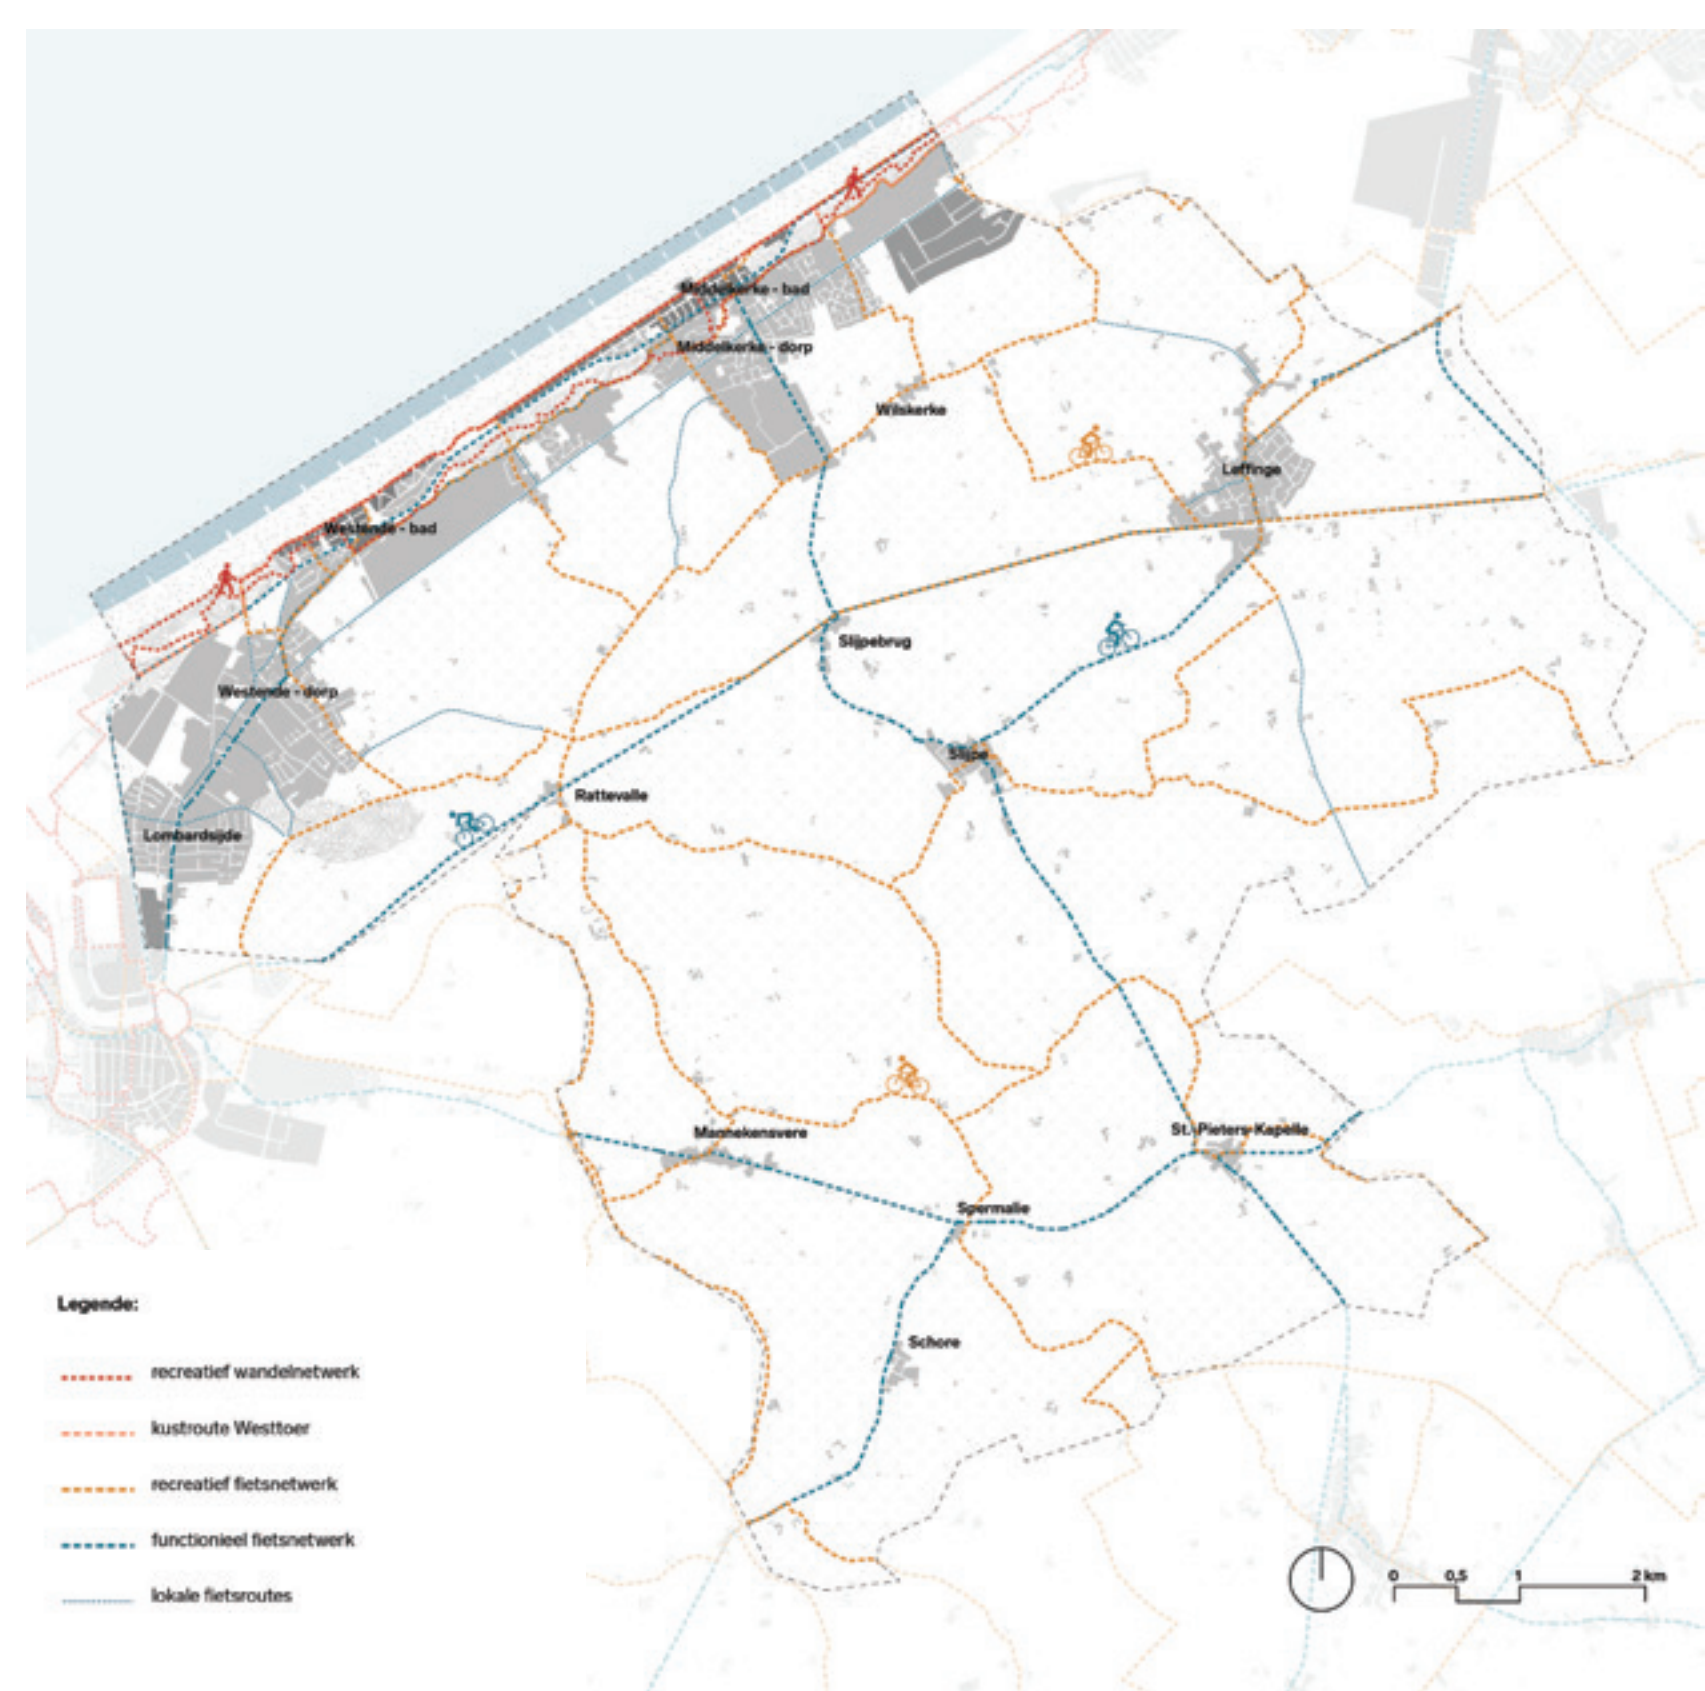 Middelkerke - bad
Middelkerke - dorp
Wilskerke
Leffinge
Westende - bad
Slijpebrug
Westende - dorp
Slijpe
Rattevalle
Lombardsijde
Mannekensvere
St.-Pieters-Kapelle
Spermalie
Schore
Legende:
recreatief wandelnetwerk
kustroute Westtoer
recreatief fietsnetwerk
functionieel fietsnetwerk
lokale fietsroutes
0 0,5 1 2 km